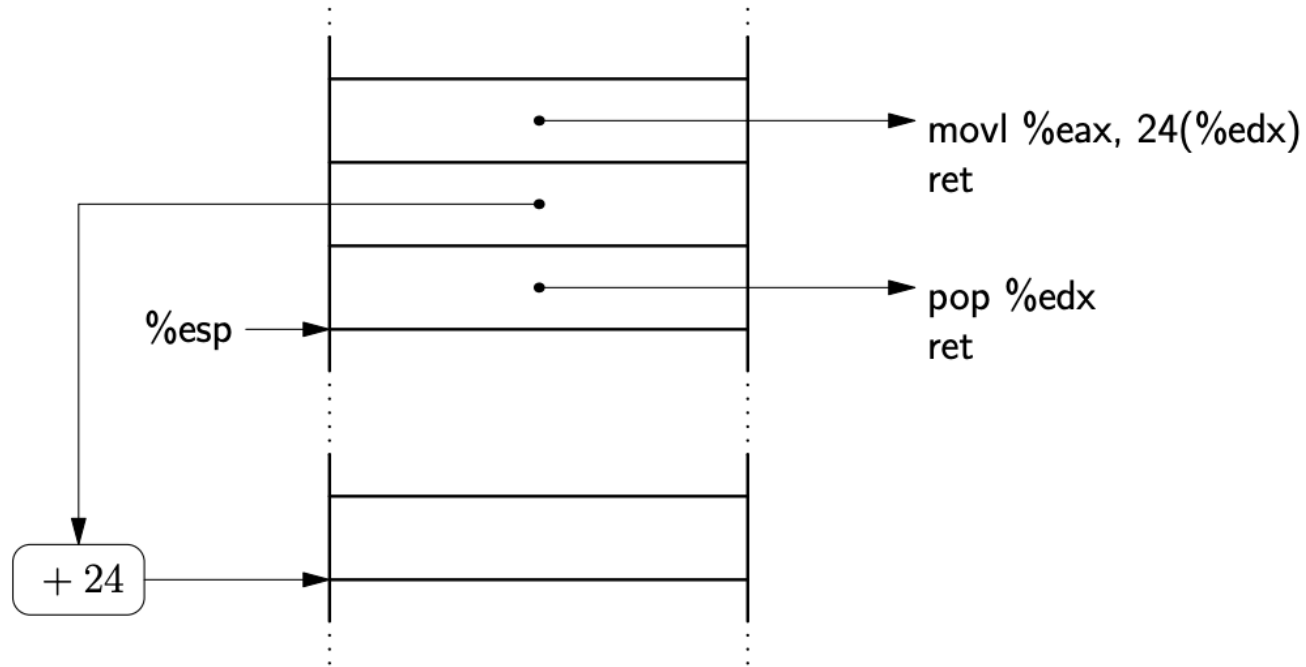 movl %eax, 24(%edx)
ret
pop %edx
ret
%esp
+ 24